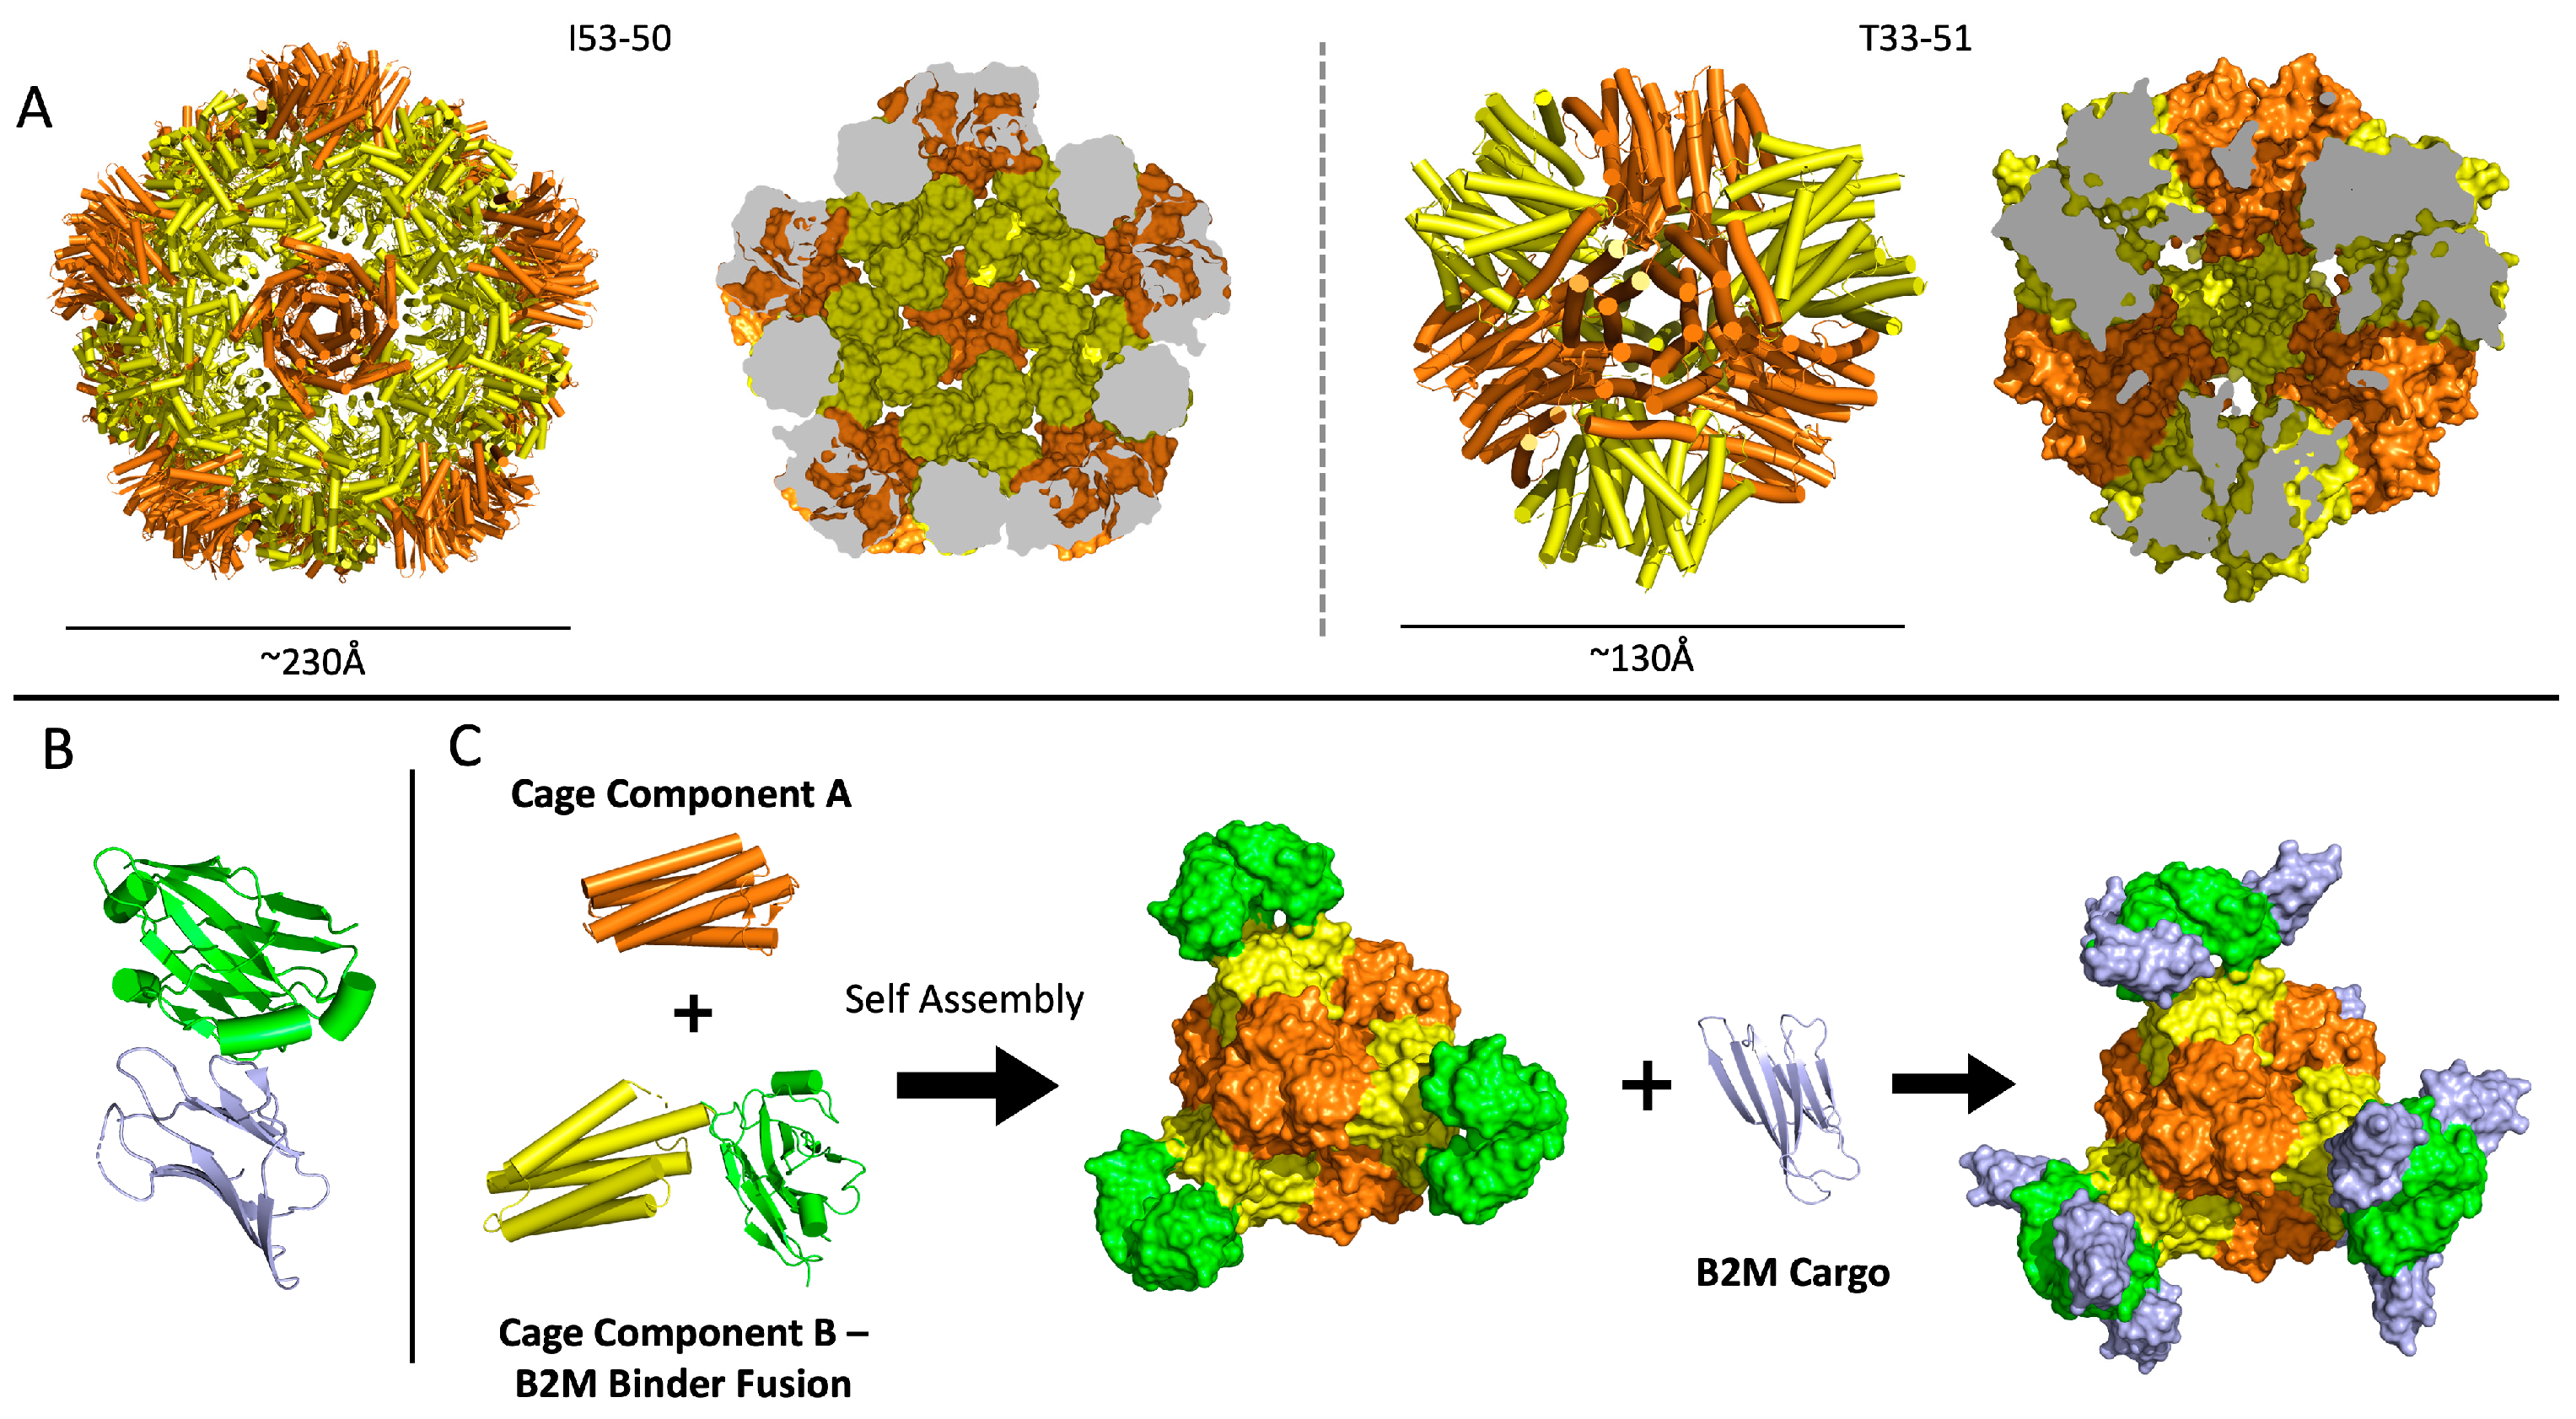 I53-50
T33-51
A
~230Å
~130Å
B
C
Cage Component A
+
Self Assembly
+
B2M Cargo
Cage Component B –
B2M Binder Fusion